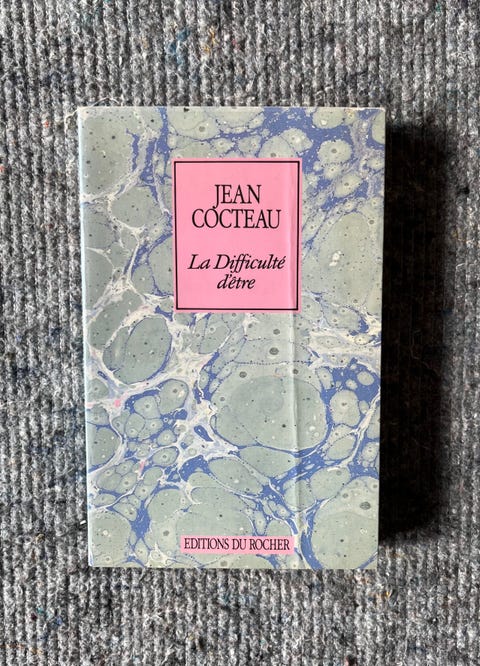 JEAN
COCTEAU
La Difficulté
d'être
EDITIONS DU ROCHER